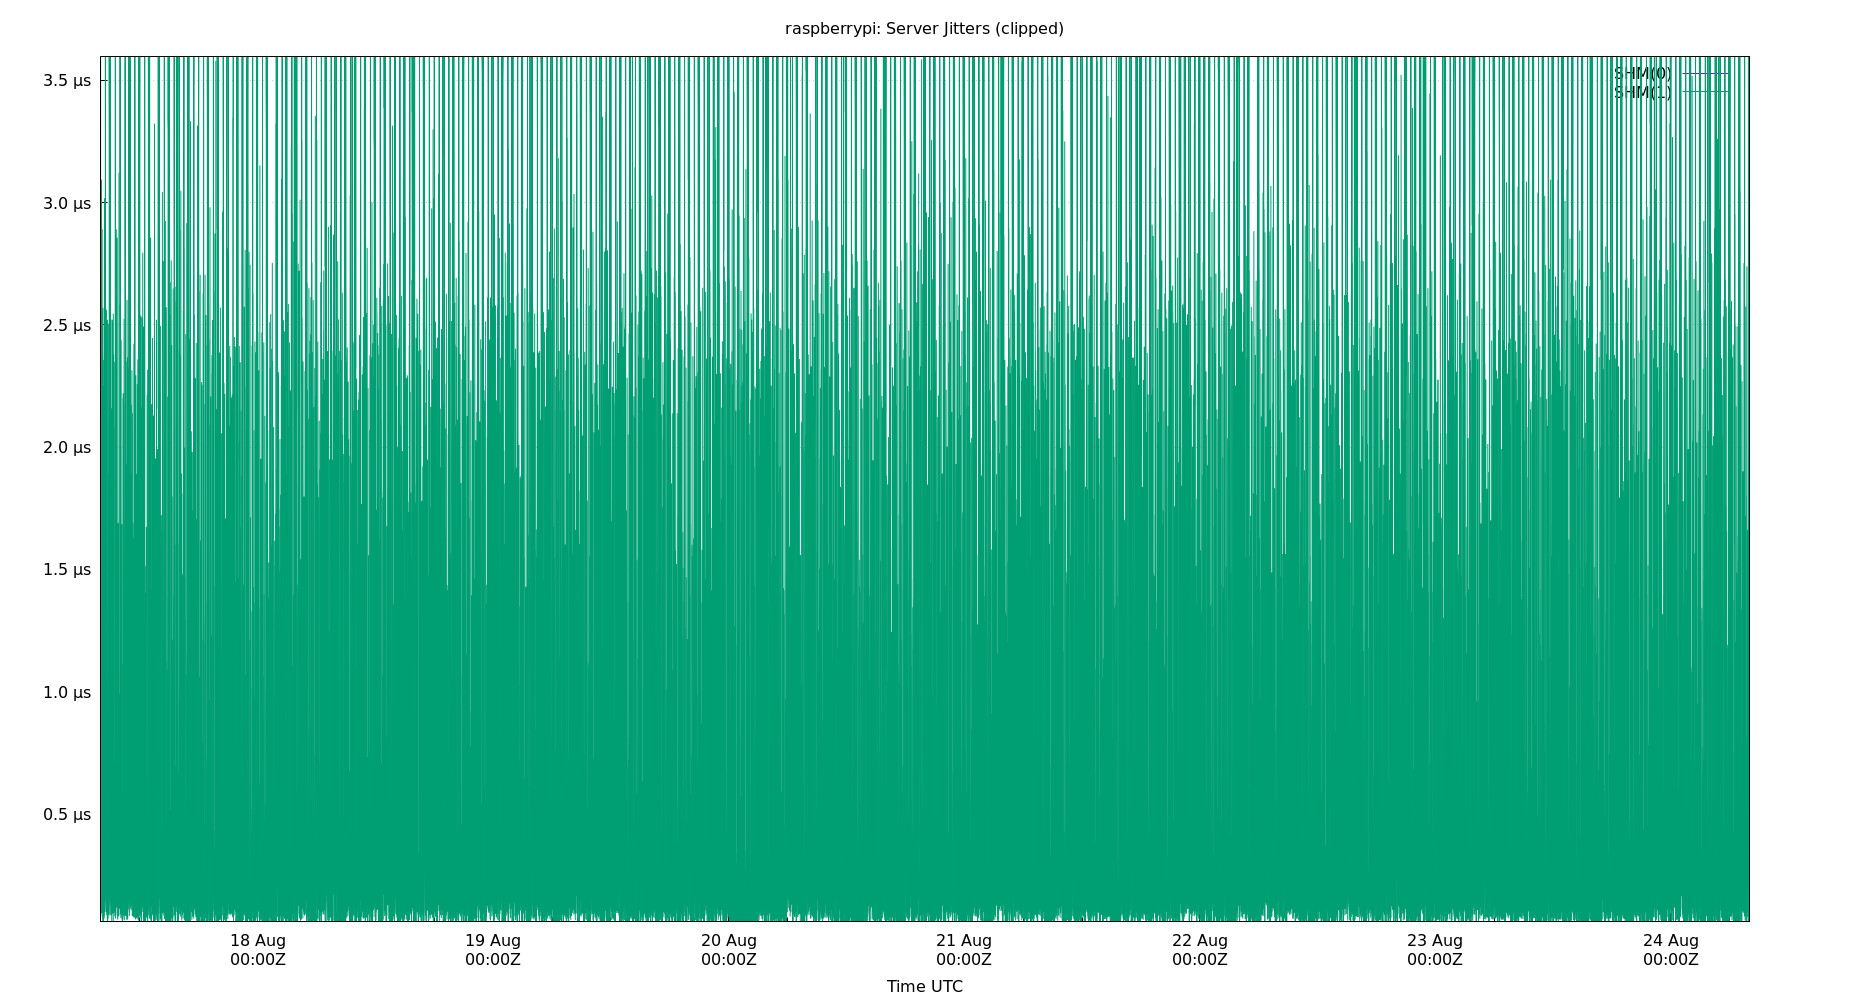 raspberrypi: Server Jitters (clipped)
SHM(0)
SHM(1)
3.5 µs
3.0 µs
2.5 µs
2.0 µs
1.5 µs
1.0 µs
0.5 µs
18 Aug 19 Aug 20 Aug 21 Aug 22 Aug 23 Aug 24 Aug
00:00Z 00:00Z 00:00Z 00:00Z 00:00Z 00:00Z 00:00Z
Time UTC